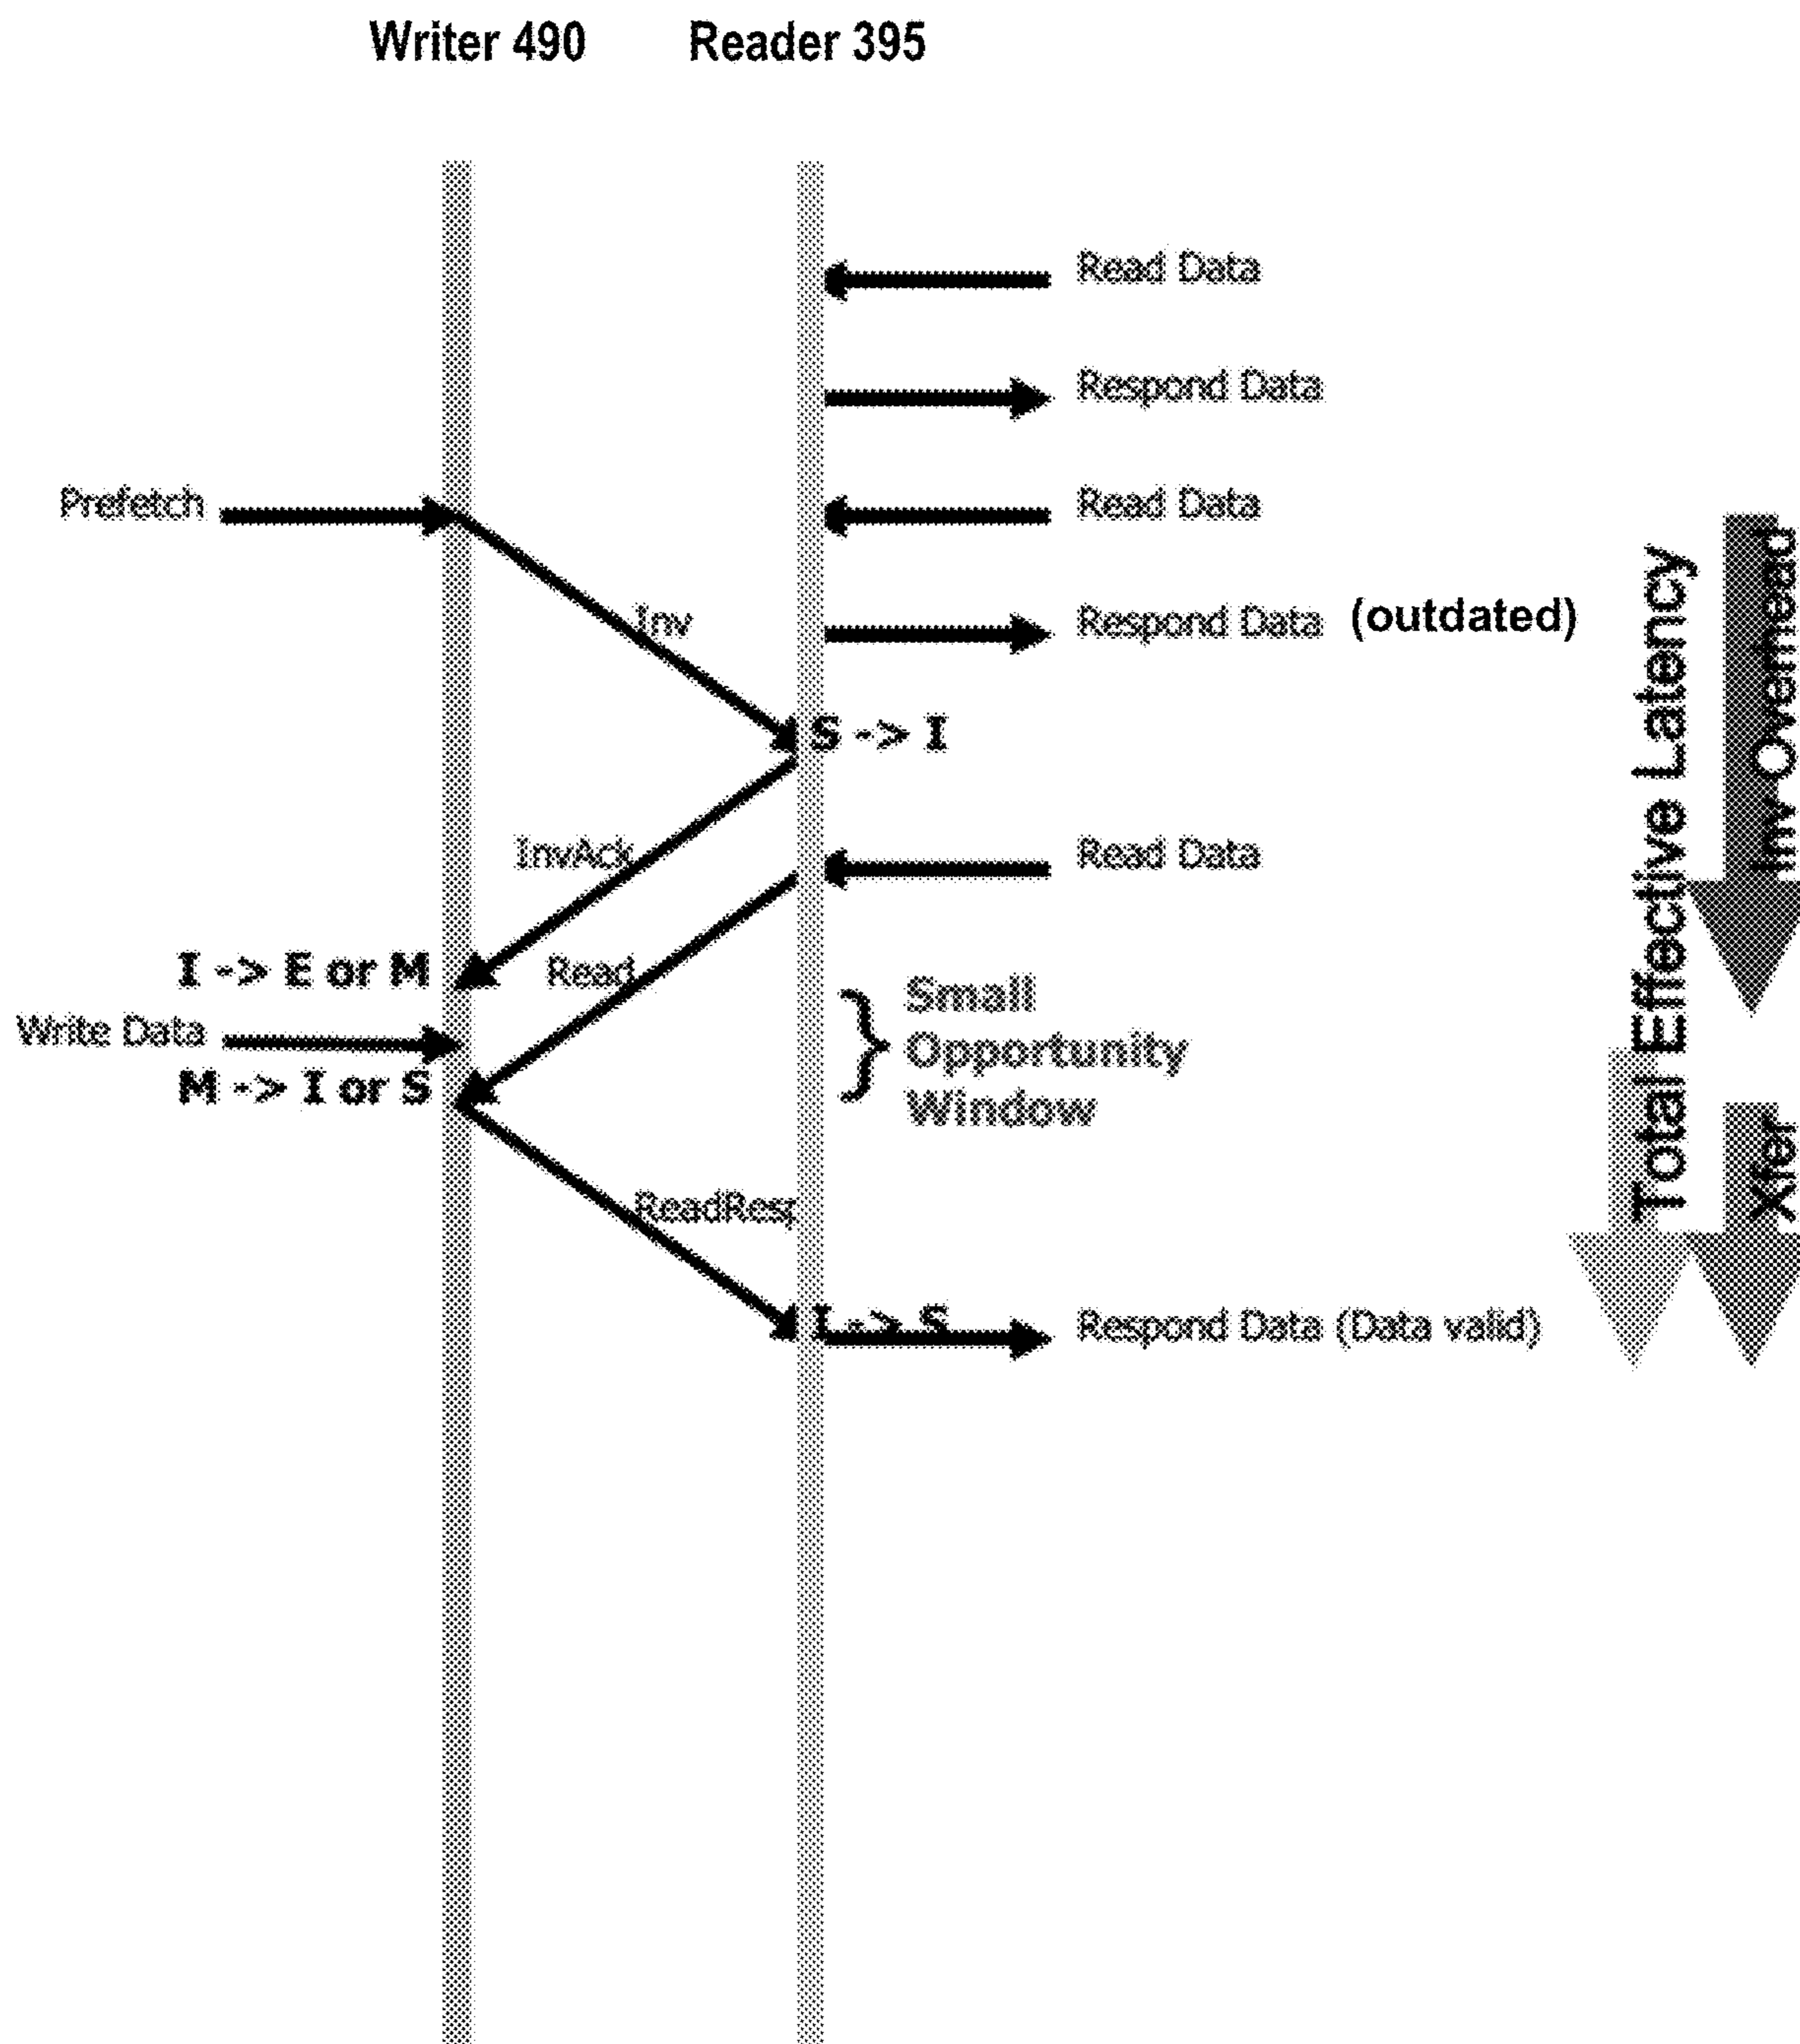 Writer 490
Reader 395
Read Data
Respond Data
Prefetch
Read Data
Inv
Respond Data (outdated)
S -> I
InvAck
Read Data
I -> E or M
Read
Small
Opportunity
Window
Write Data
M -> I or S
ReadResp
I -> S
Respond Data (Data valid)
Total Effective Latency
Inv Overhead
Xfer